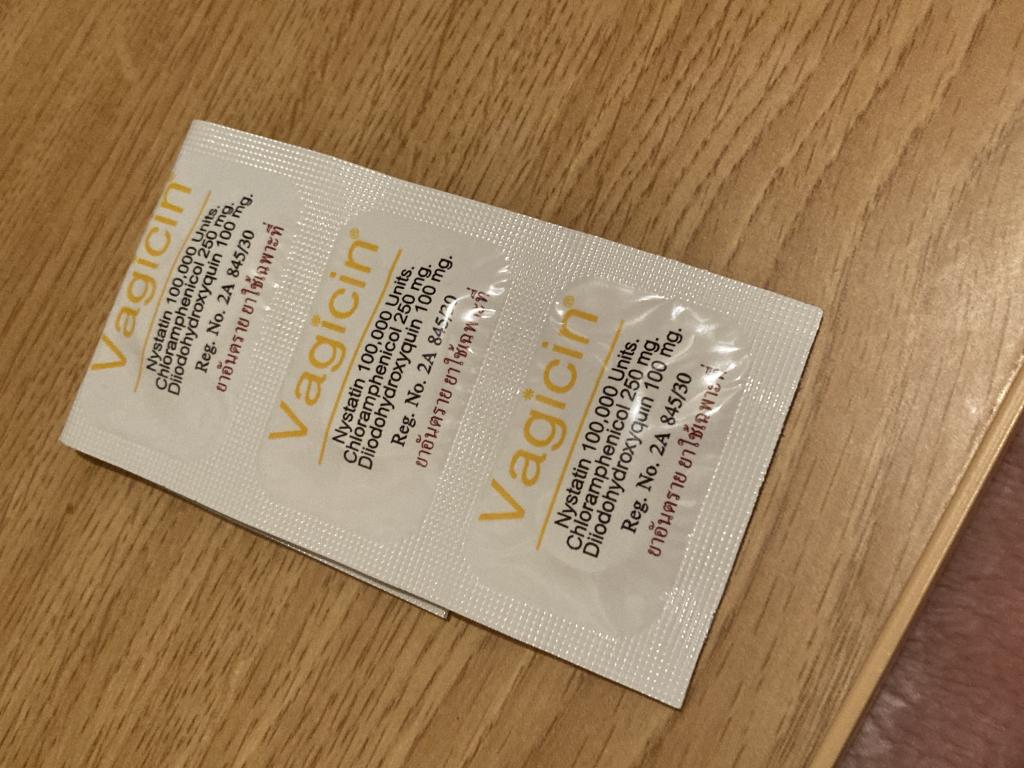 Vagicin
Nystatin 100,000 Units.
Chloramphenicol 250 mg.
Diiodohydroxyquin 100 mg.
Reg. No. 2A 845/30
ยาอันตราย ยาใช้เฉพาะที่
Vagicin®
Nystatin 100,000 Units.
Chloramphenicol 250 mg.
Diiodohydroxyquin 100 mg.
Reg. No. 2A 845/30
ยาอันตราย ยาใช้เฉพาะที่
Vagicin®
Nystatin 100,000 Units.
Chloramphenicol 250 mg.
Diiodohydroxyquin 100 mg.
Reg. No. 2A 845/30
ยาอันตราย ยาใช้เฉพาะที่